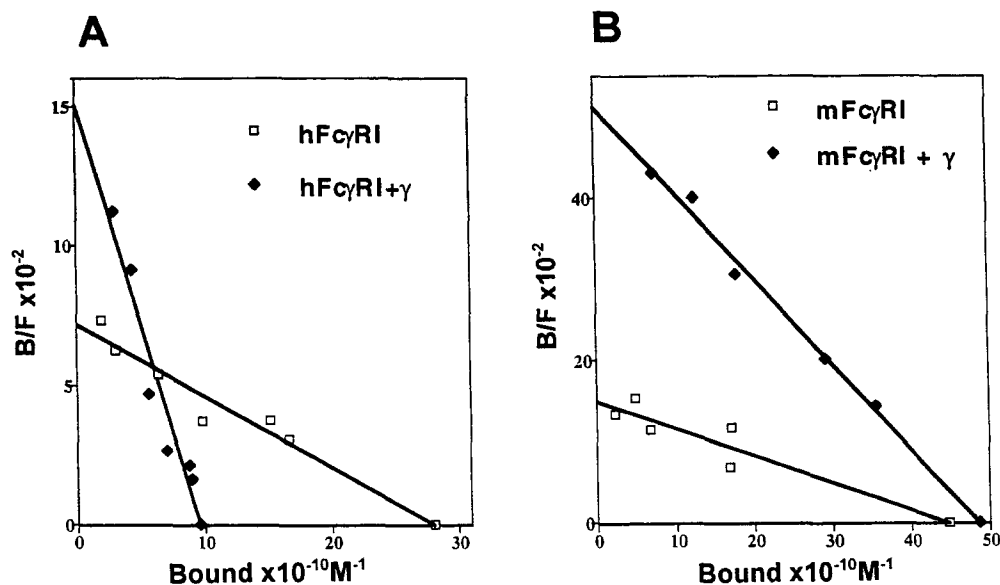 A
B/F x10⁻²
15
10
5
0
hFcγRI
hFcγRI+γ
0 10 20 30
Bound x10⁻¹⁰M⁻¹
B
B/F x10⁻²
40
20
0
mFcγRI
mFcγRI + γ
0 10 20 30 40 50
Bound x10⁻¹⁰M⁻¹